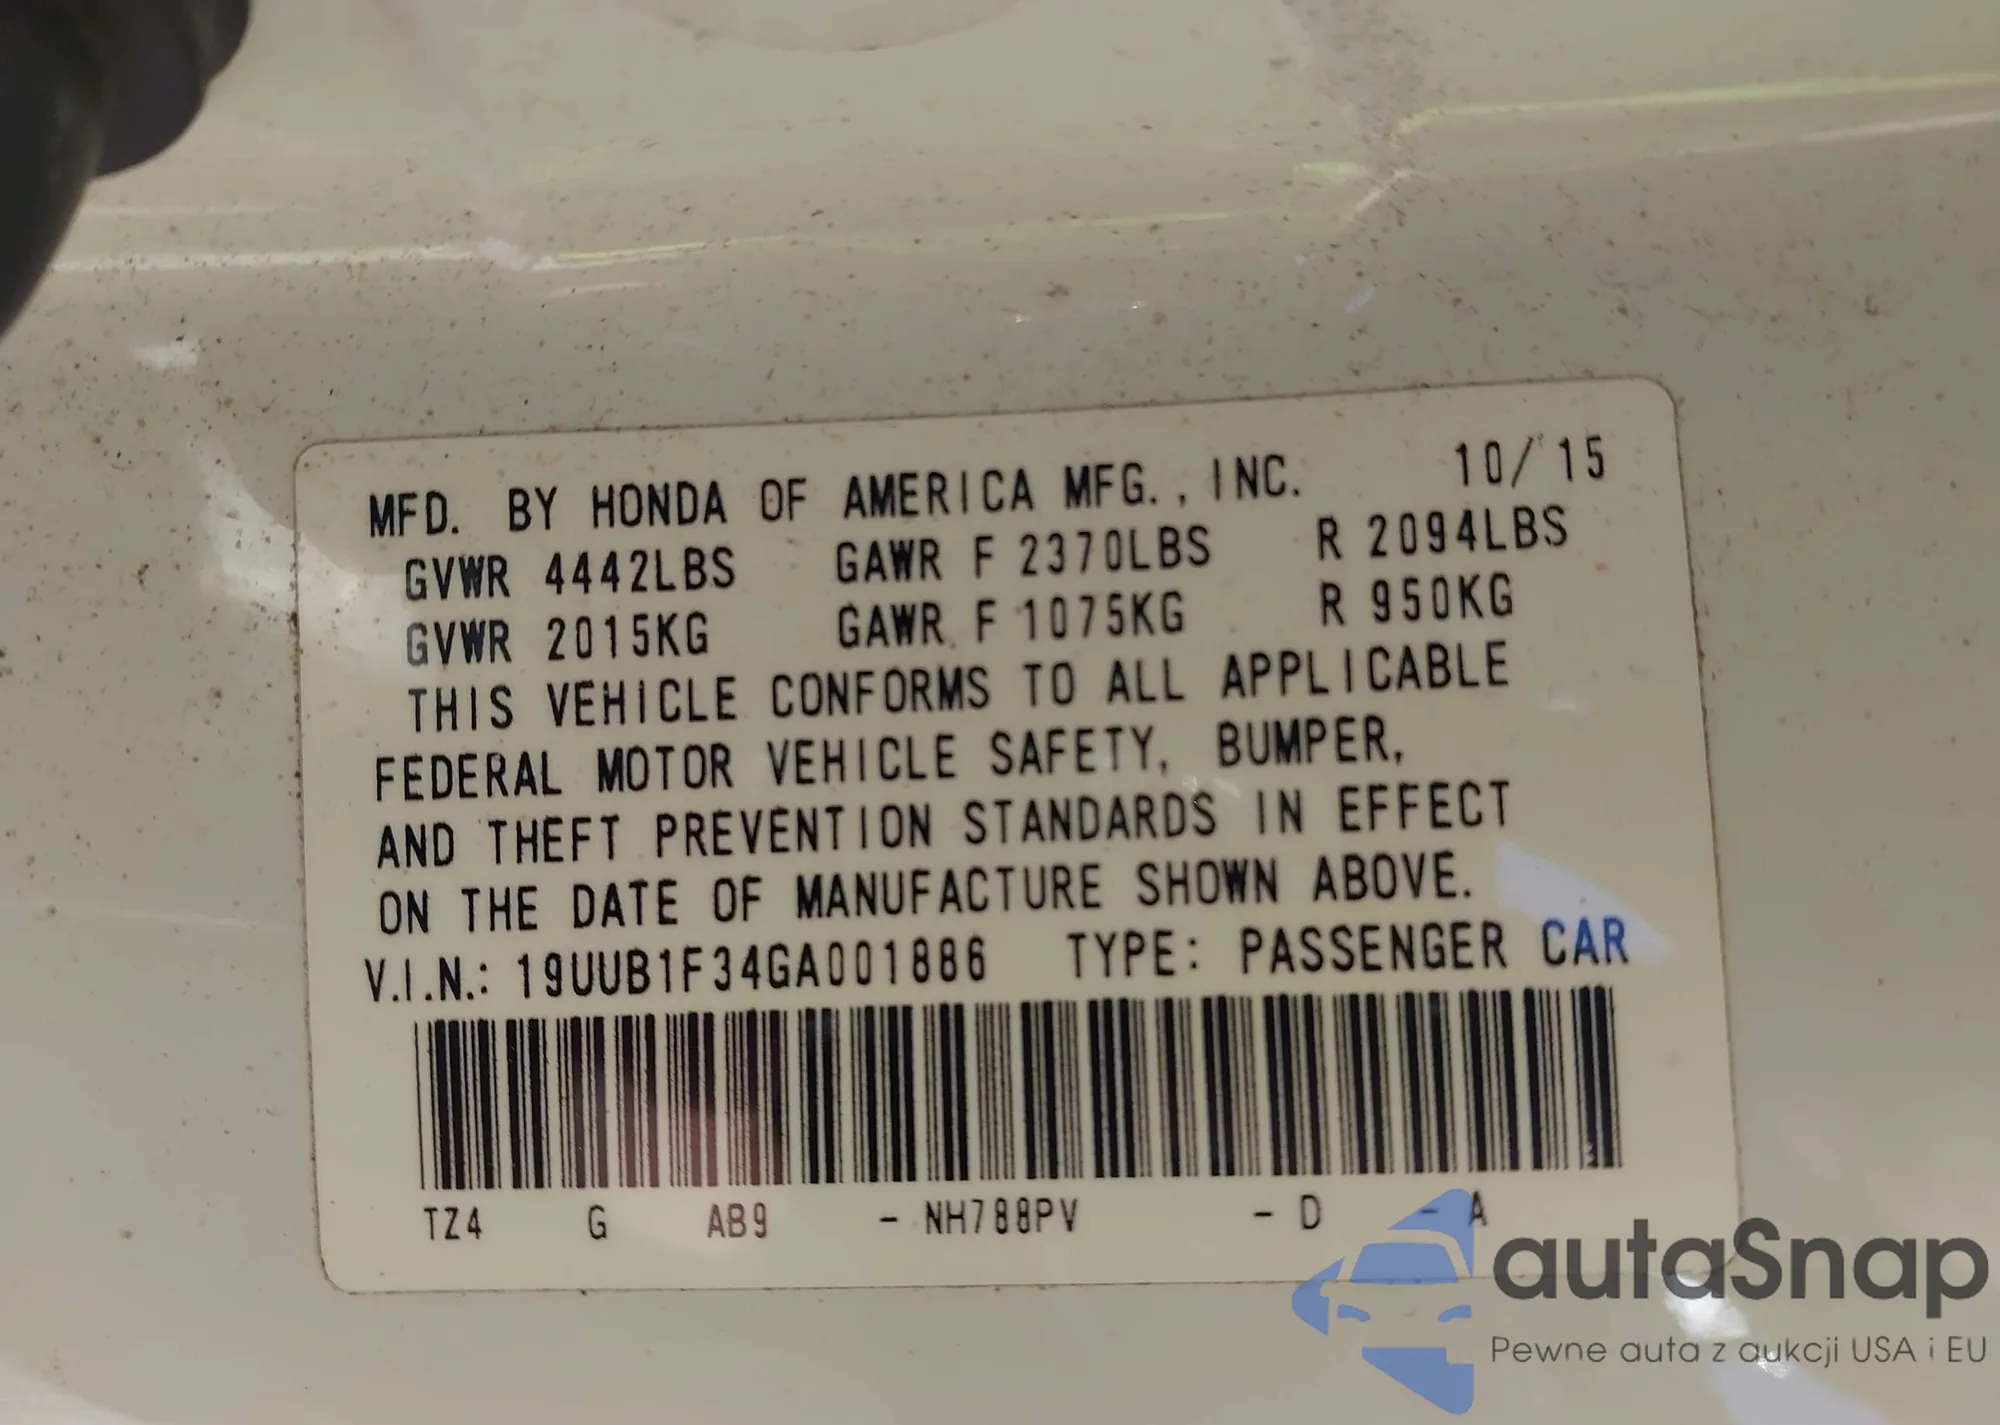 MFD. BY HONDA OF AMERICA MFG., INC. 10/15
GVWR 4442LBS GAWR F 2370LBS R 2094LBS
GVWR 2015KG GAWR F 1075KG R 950KG
THIS VEHICLE CONFORMS TO ALL APPLICABLE
FEDERAL MOTOR VEHICLE SAFETY, BUMPER,
AND THEFT PREVENTION STANDARDS IN EFFECT
ON THE DATE OF MANUFACTURE SHOWN ABOVE.
V.I.N.: 19UUB1F34GA001886 TYPE: PASSENGER CAR
TZ4 G AB9 - NH788PV - D - A
autaSnap
Pewne auta z aukcji USA i EU